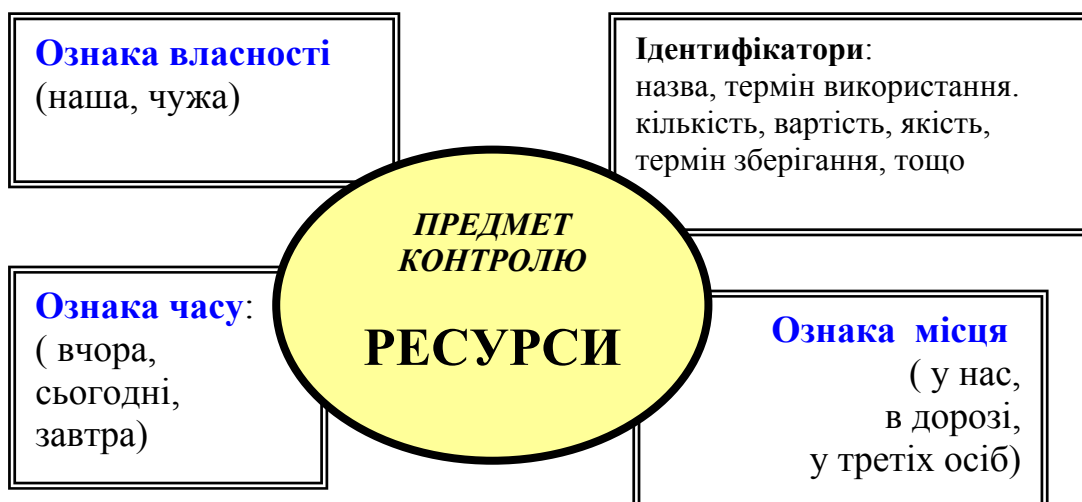 Ознака власності
(наша, чужа)
Ідентифікатори:
назва, термін використання.
кількість, вартість, якість,
термін зберігання, тощо
ПРЕДМЕТ
КОНТРОЛЮ
РЕСУРСИ
Ознака часу:
( вчора,
сьогодні,
завтра)
Ознака місця
( у нас,
в дорозі,
у третіх осіб)